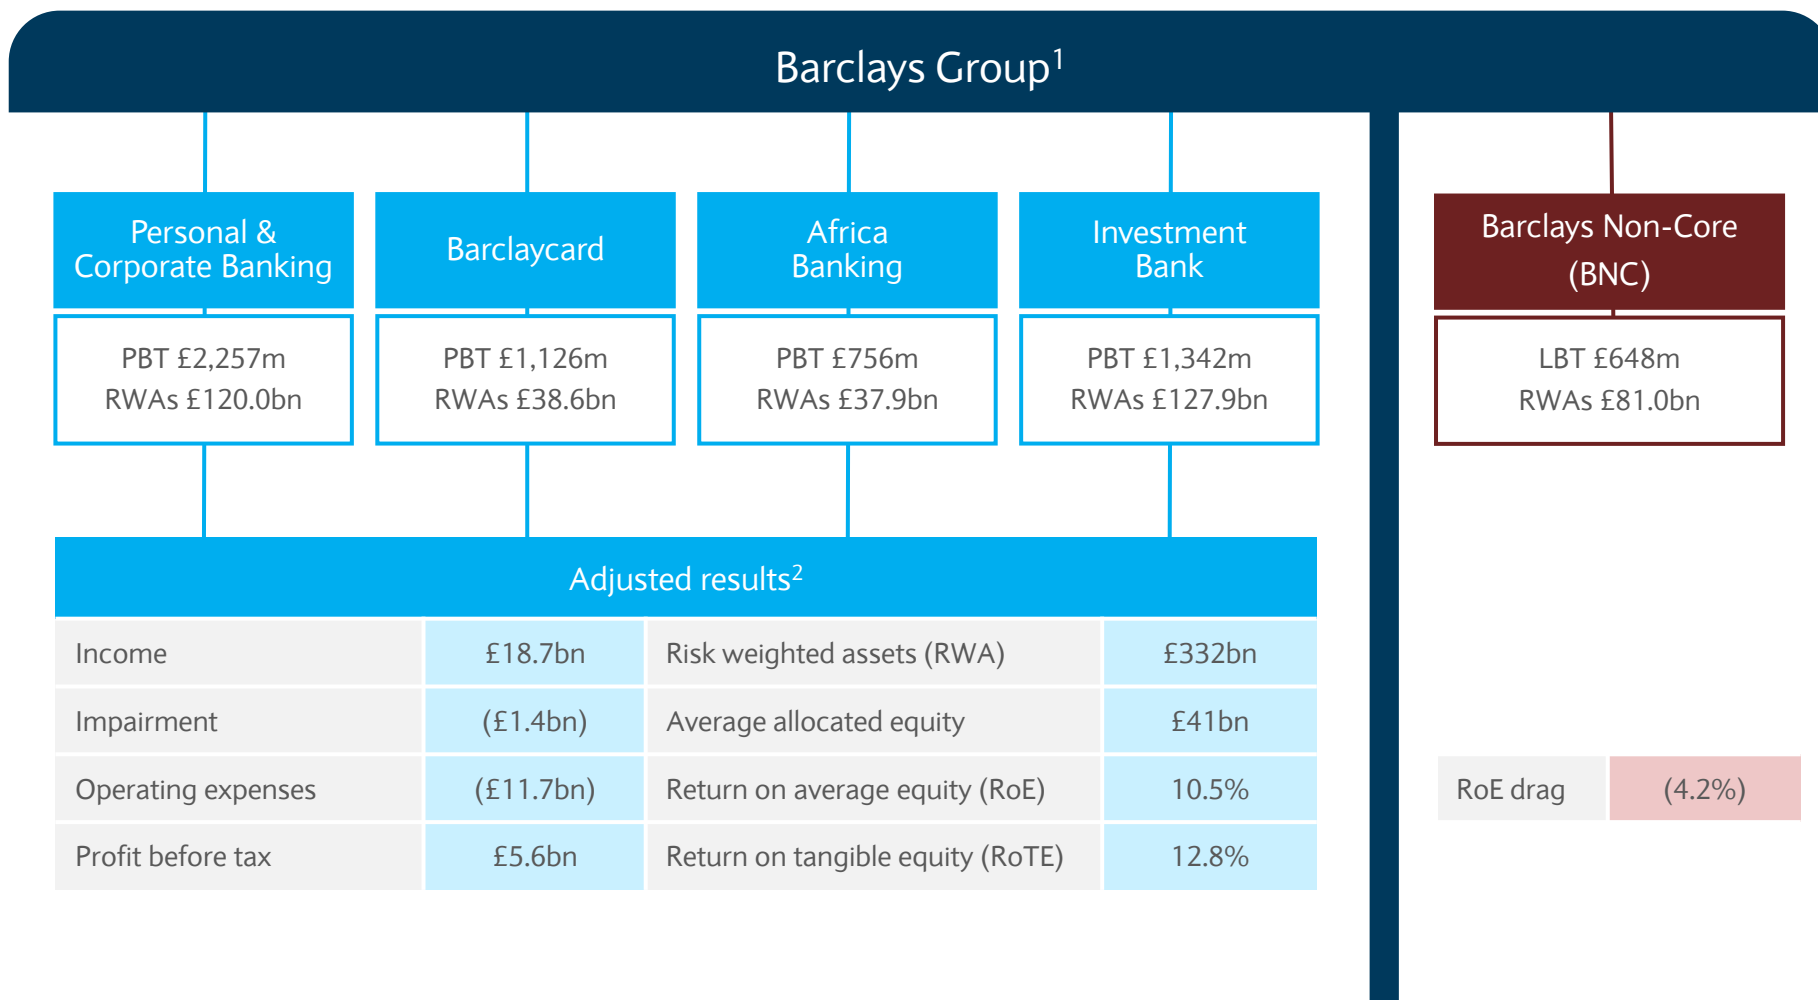 Barclays Group1
Personal &
Corporate Banking
PBT £2,257m
RWAs £120.0bn
Barclaycard
PBT £1,126m
RWAs £38.6bn
Africa
Banking
PBT £756m
RWAs £37.9bn
Investment
Bank
PBT £1,342m
RWAs £127.9bn
Barclays Non-Core
(BNC)
LBT £648m
RWAs £81.0bn
Adjusted results2
Income £18.7bn Risk weighted assets (RWA) £332bn
Impairment (£1.4bn) Average allocated equity £41bn
Operating expenses (£11.7bn) Return on average equity (RoE) 10.5%
Profit before tax £5.6bn Return on tangible equity (RoTE) 12.8%
RoE drag (4.2%)